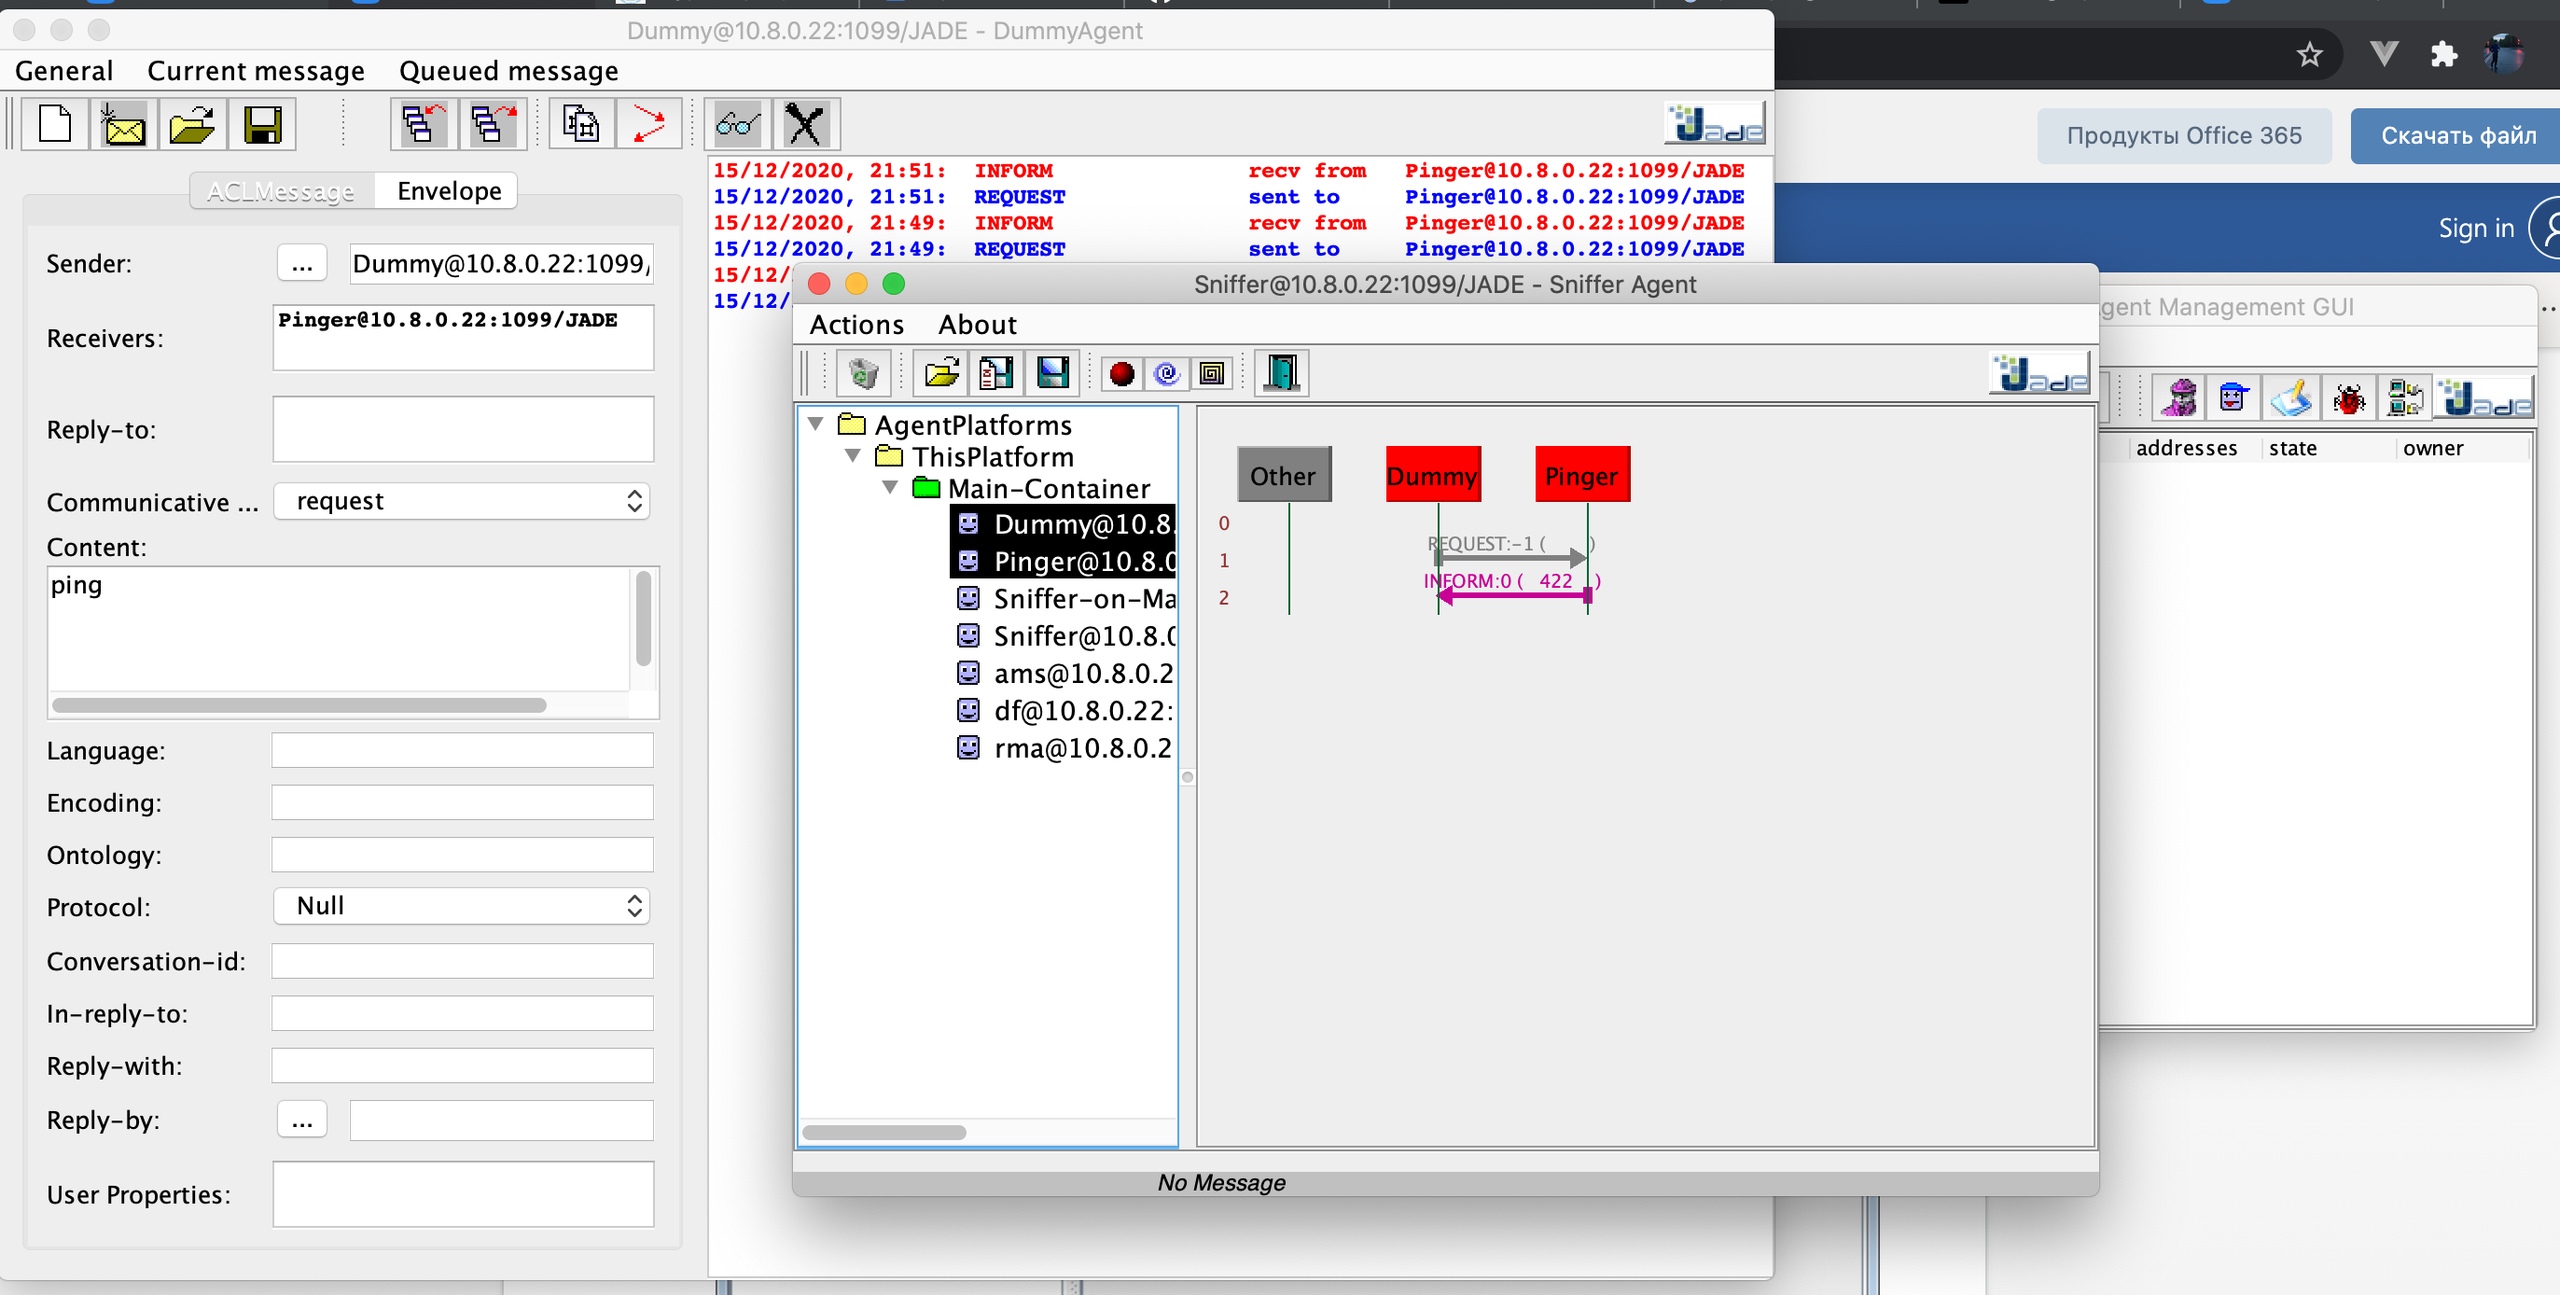 Dummy@10.8.0.22:1099/JADE - DummyAgent
General Current message Queued message
Jade
ACLMessage Envelope
Sender: ... Dummy@10.8.0.22:1099/
Receivers: Pinger@10.8.0.22:1099/JADE
Reply-to:
Communicative ... request
Content:
ping
Language:
Encoding:
Ontology:
Protocol: Null
Conversation-id:
In-reply-to:
Reply-with:
Reply-by: ...
User Properties:
15/12/2020, 21:51: INFORM recv from Pinger@10.8.0.22:1099/JADE
15/12/2020, 21:51: REQUEST sent to Pinger@10.8.0.22:1099/JADE
15/12/2020, 21:49: INFORM recv from Pinger@10.8.0.22:1099/JADE
15/12/2020, 21:49: REQUEST sent to Pinger@10.8.0.22:1099/JADE
15/12/
15/12/
Sniffer@10.8.0.22:1099/JADE - Sniffer Agent
Actions About
Jade
AgentPlatforms
ThisPlatform
Main-Container
Dummy@10.8.
Pinger@10.8.0
Sniffer-on-Ma
Sniffer@10.8.0
ams@10.8.0.2
df@10.8.0.22:
rma@10.8.0.2
Other Dummy Pinger
0
REQUEST:-1 ( )
1
INFORM:0 ( 422 )
2
No Message
Продукты Office 365 Скачать файл
Sign in
gent Management GUI
Jade
addresses state owner